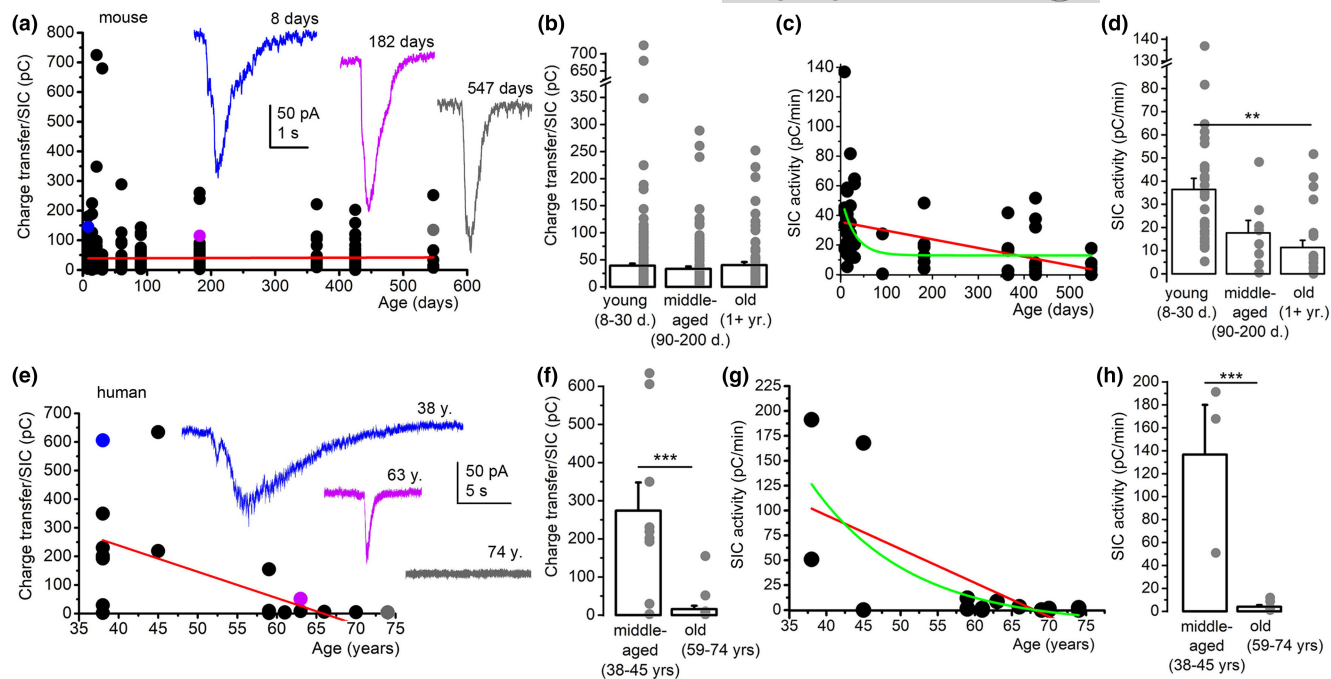 (a)
mouse
8 days
182 days
547 days
50 pA
1 s
Charge transfer/SIC (pC)
800
700
600
500
400
300
200
100
0
0 100 200 300 400 500 600
Age (days)
(b)
Charge transfer/SIC (pC)
700
650
250
200
150
100
50
0
young
(8-30 d.)
middle-
aged
(90-200 d.)
old
(1+ yr.)
(c)
SIC activity (pC/min)
140
120
100
80
60
40
20
0
0 100 200 300 400 500
Age (days)
(d)
SIC activity (pC/min)
140
130
90
80
70
60
50
40
30
20
10
0
**
young
(8-30 d.)
middle-
aged
(90-200 d.)
old
(1+ yr.)
(e)
human
38 y.
63 y.
74 y.
50 pA
5 s
Charge transfer/SIC (pC)
700
600
500
400
300
200
100
0
35 40 45 50 55 60 65 70 75
Age (years)
(f)
Charge transfer/SIC (pC)
600
500
400
300
200
100
0
***
middle-
aged
(38-45 yrs)
old
(59-74 yrs)
(g)
SIC activity (pC/min)
225
200
175
150
125
100
75
50
25
0
35 40 45 50 55 60 65 70 75
Age (years)
(h)
SIC activity (pC/min)
200
180
160
140
120
100
80
60
40
20
0
***
middle-
aged
(38-45 yrs)
old
(59-74 yrs)